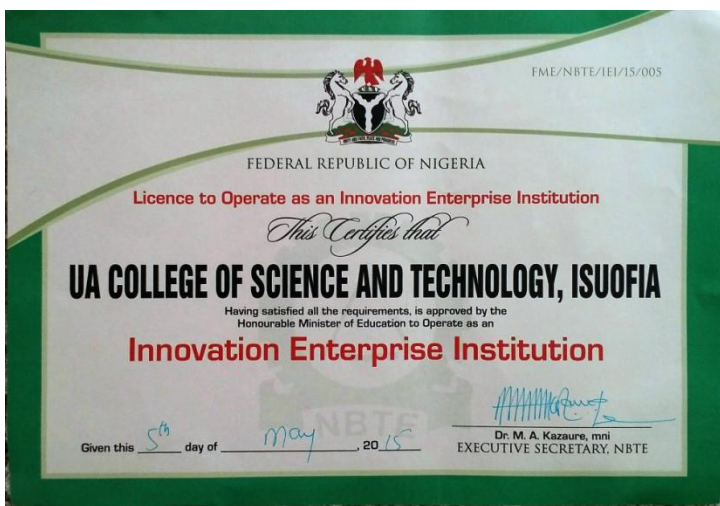 FME/NBTE/IEI/15/005
FEDERAL REPUBLIC OF NIGERIA
Licence to Operate as an Innovation Enterprise Institution
This Certifies that
UA COLLEGE OF SCIENCE AND TECHNOLOGY, ISUOFIA
Having satisfied all the requirements, is approved by the
Honourable Minister of Education to Operate as an
Innovation Enterprise Institution
NBTE
Given this 5th day of May, 2015
Dr. M. A. Kazaure, mni
EXECUTIVE SECRETARY, NBTE